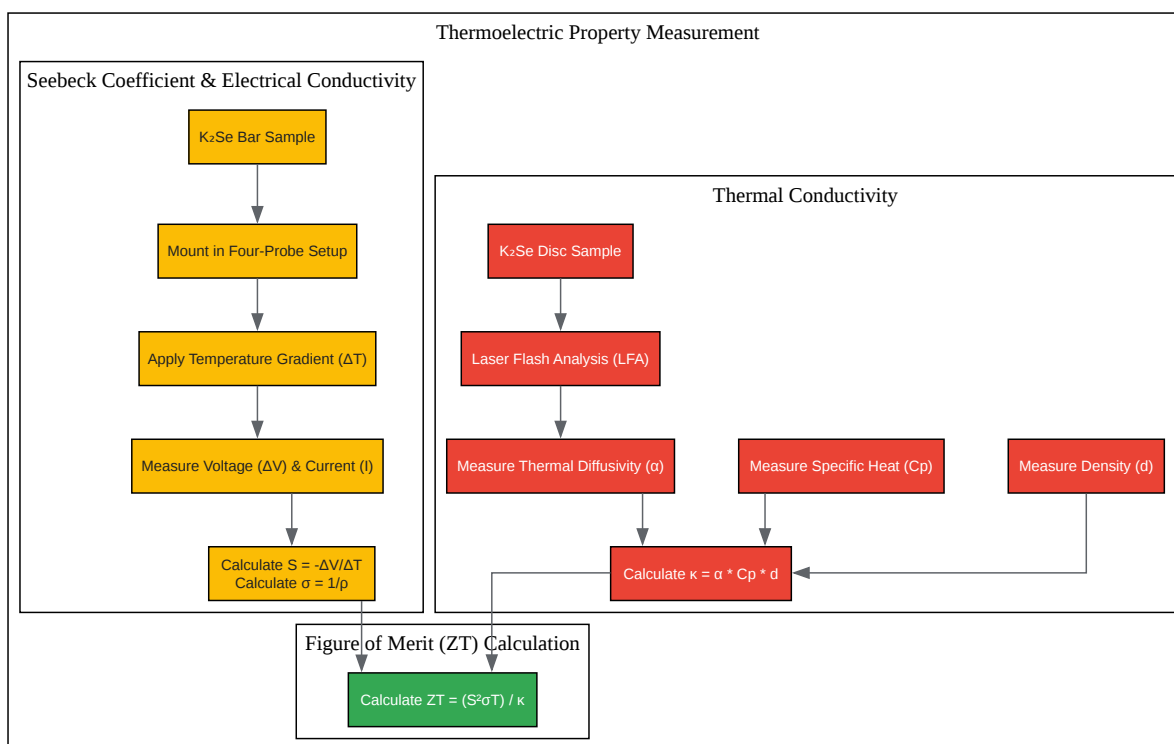 Thermoelectric Property Measurement
Seebeck Coefficient & Electrical Conductivity
K₂Se Bar Sample
Mount in Four-Probe Setup
Apply Temperature Gradient (ΔT)
Measure Voltage (ΔV) & Current (I)
Calculate S = -ΔV/ΔT
Calculate σ = 1/ρ
Thermal Conductivity
K₂Se Disc Sample
Laser Flash Analysis (LFA)
Measure Thermal Diffusivity (α)
Measure Specific Heat (Cp)
Measure Density (d)
Calculate κ = α * Cp * d
Figure of Merit (ZT) Calculation
Calculate ZT = (S²σT) / κ